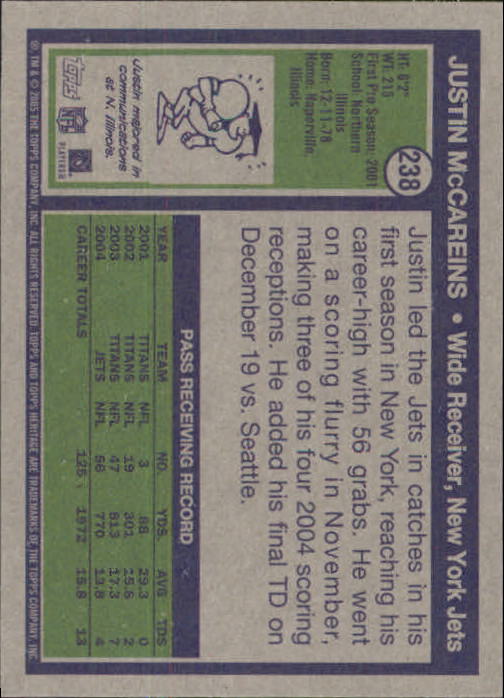 JUSTIN McCAREINS • Wide Receiver, New York Jets
238
HT: 6'2"
WT: 215
First Pro Season: 2001
School: Northern
Illinois
Born: 12-11-78
Home: Naperville,
Illinois
Justin majored in
communications
at N. Illinois.
Topps
NFL
PLAYERS
Justin led the Jets in catches in his
first season in New York, reaching his
career-high with 56 grabs. He went
on a scoring flurry in November,
making three of his four 2004 scoring
receptions. He added his final TD on
December 19 vs. Seattle.
PASS RECEIVING RECORD
YEAR TEAM NO. YDS. AVG TDS
2001 TITANS NFL 3 88 29.3 0
2002 TITANS NFL 19 301 15.8 2
2003 TITANS NFL 47 813 17.3 7
2004 JETS NFL 56 770 13.8 4
CAREER TOTALS 125 1972 15.8 13
® TM & © 2005 THE TOPPS COMPANY, INC. ALL RIGHTS RESERVED. TOPPS AND TOPPS HERITAGE ARE TRADEMARKS OF THE TOPPS COMPANY, INC.